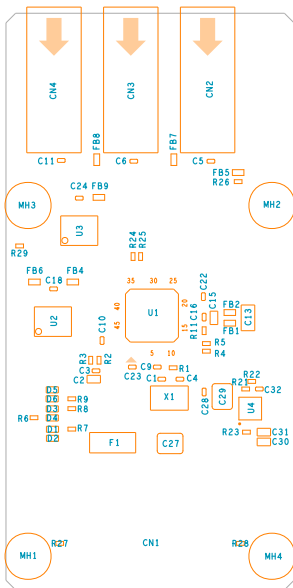 CN4
CN3
CN2
FB8
FB7
C11
C6
C5
FB5
R26
C24
FB9
MH3
MH2
U3
R29
R24
R25
FB6
FB4
C18
35
30
25
C22
40
20
U2
U1
C16
C15
FB2
C13
45
15
R11
FB1
C10
R5
R4
5
10
R3
R2
C3
C2
C23
C9
R1
C1
C4
R22
R21
C32
D5
D6
D3
D4
D1
D2
R9
R8
R7
R6
X1
C28
C29
U4
R23
C31
C30
F1
C27
MH1
R27
CN1
R28
MH4